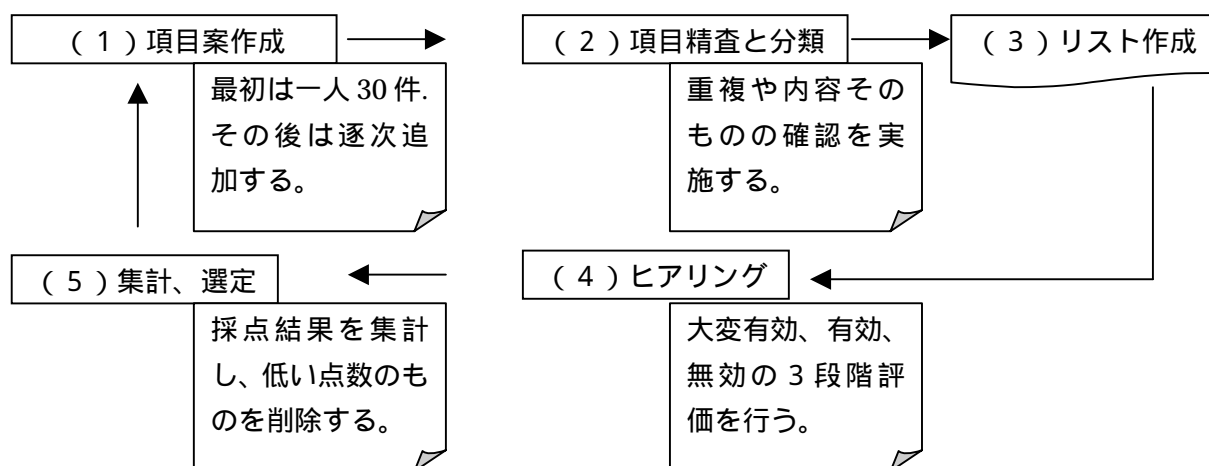 (1)項目案作成
最初は一人 30 件.
その後は逐次追
加する。
(2)項目精査と分類
重複や内容その
ものの確認を実
施する。
(3)リスト作成
(4)ヒアリング
大変有効、有効、
無効の 3 段階評
価を行う。
(5)集計、選定
採点結果を集計
し、低い点数のも
のを削除する。